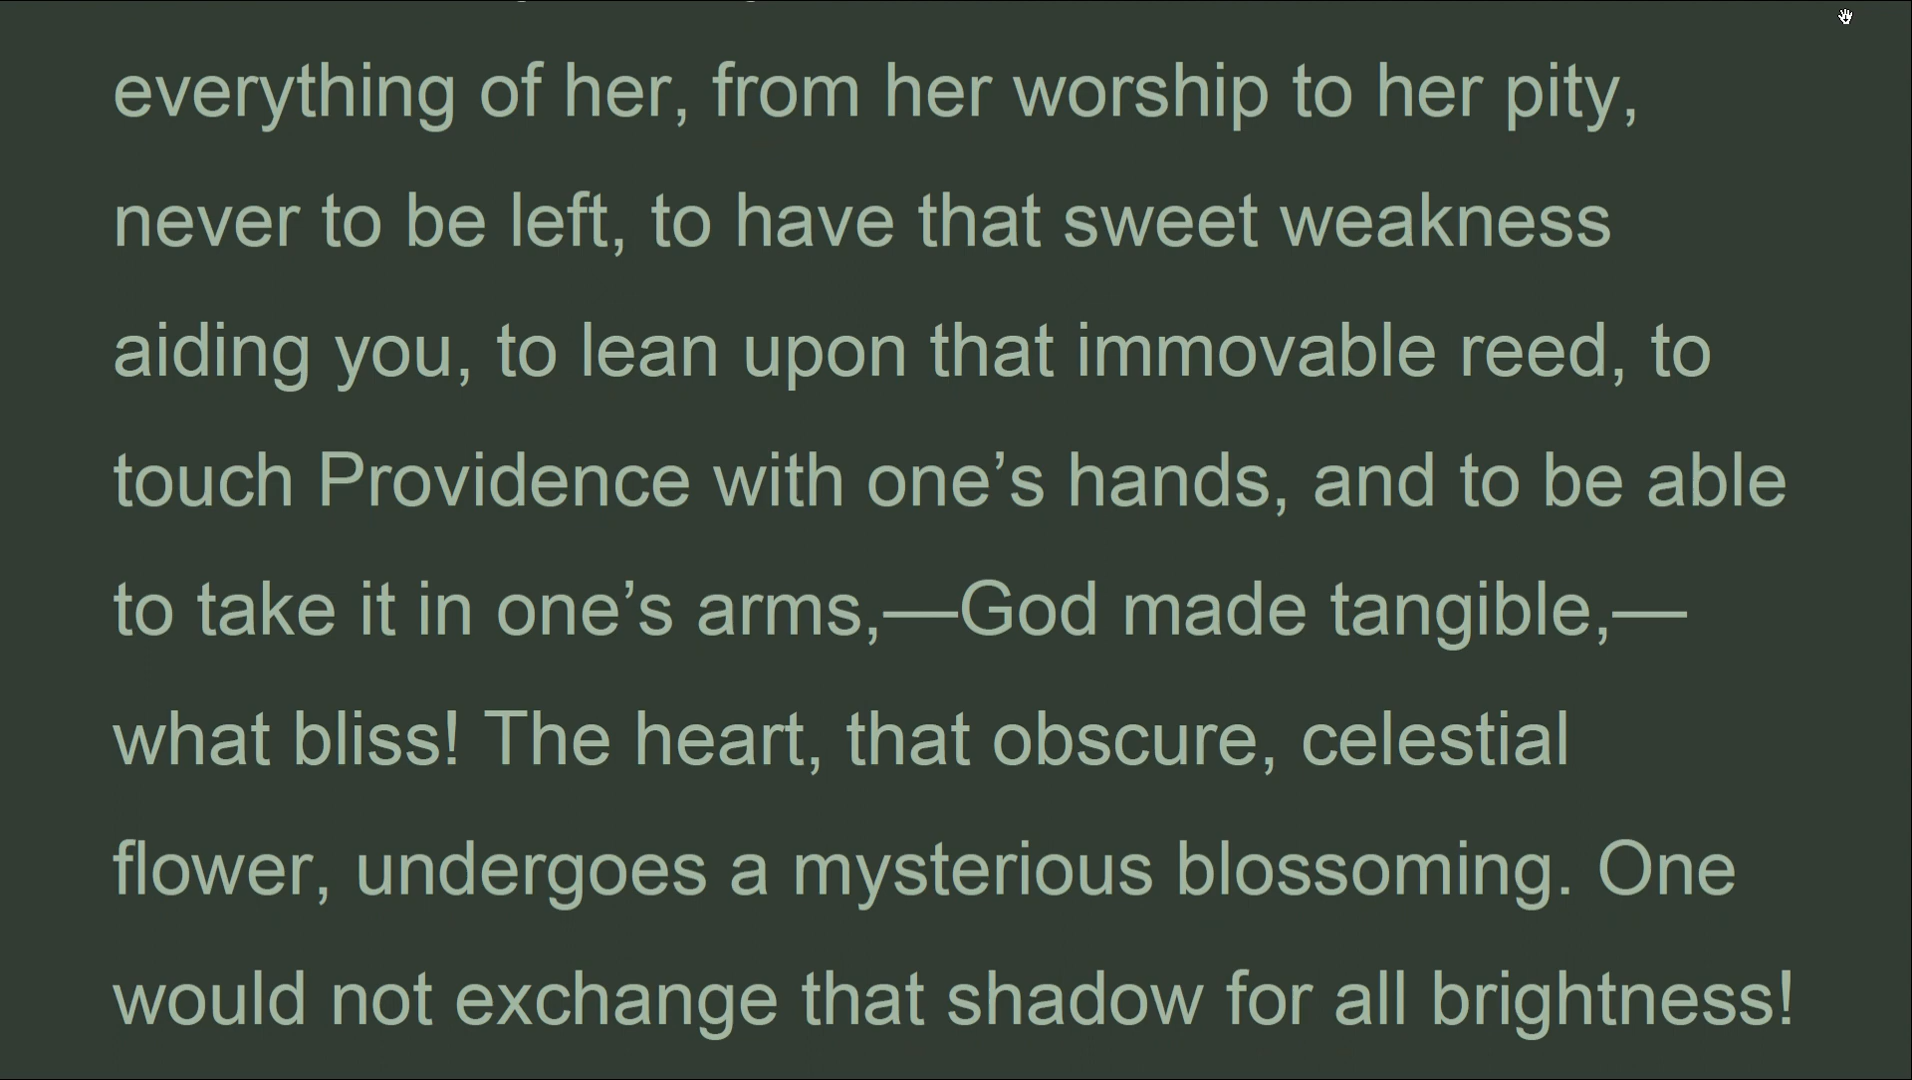 everything of her, from her worship to her pity,
never to be left, to have that sweet weakness
aiding you, to lean upon that immovable reed, to
touch Providence with one’s hands, and to be able
to take it in one’s arms,—God made tangible,—
what bliss! The heart, that obscure, celestial
flower, undergoes a mysterious blossoming. One
would not exchange that shadow for all brightness!